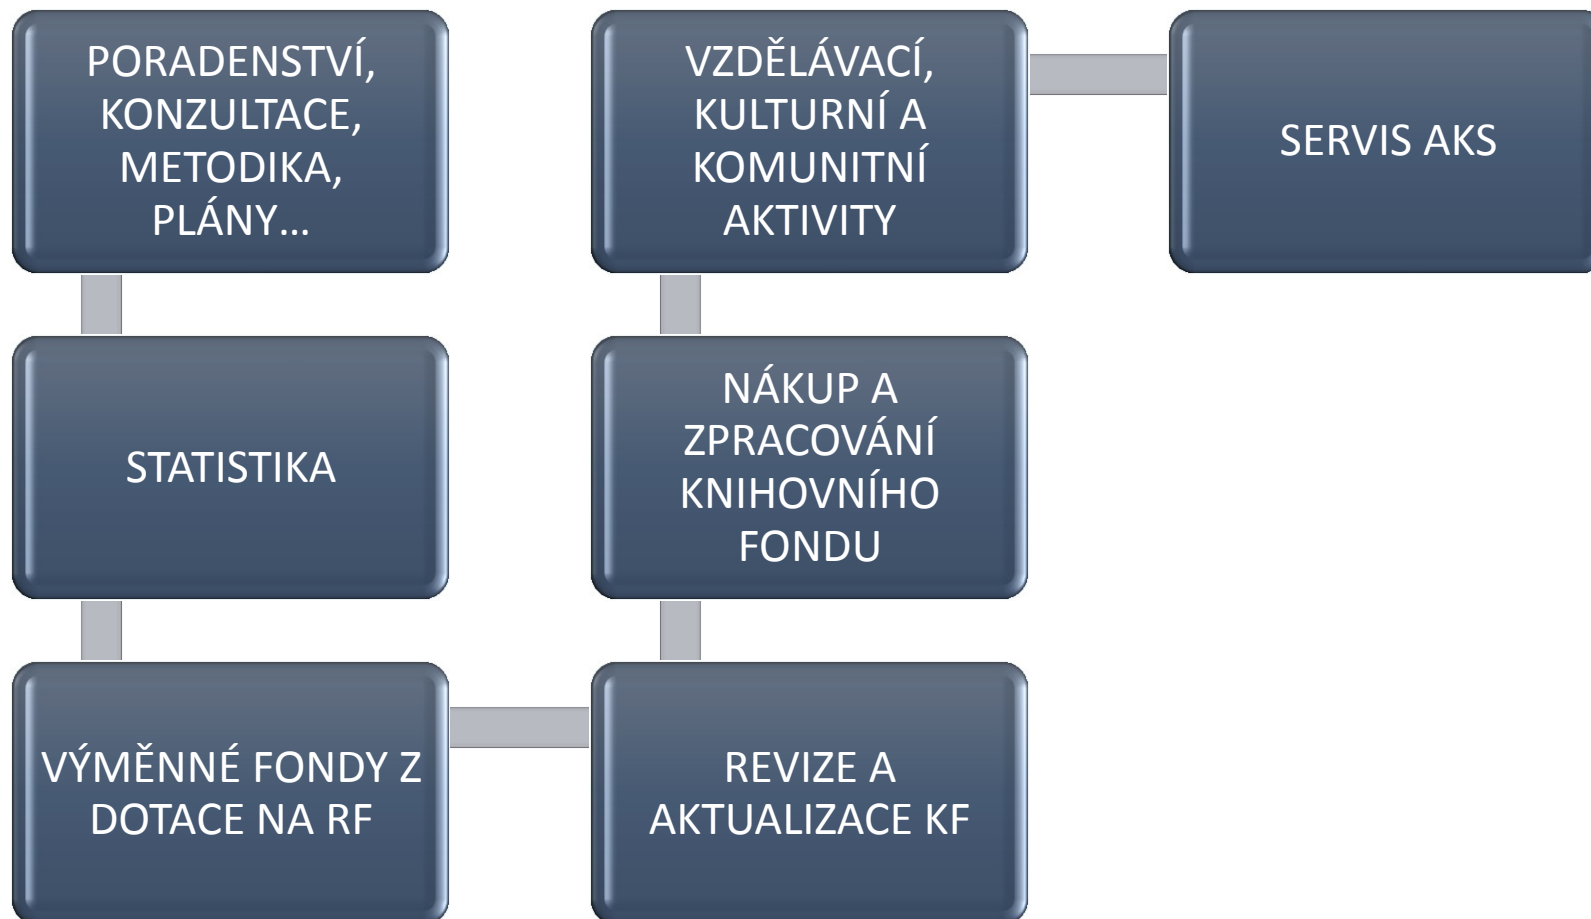 PORADENSTVÍ,
KONZULTACE,
METODIKA,
PLÁNY...
STATISTIKA
VÝMĚNNÉ FONDY Z
DOTACE NA RF
REVIZE A
AKTUALIZACE KF
NÁKUP A
ZPRACOVÁNÍ
KNIHOVNÍHO
FONDU
VZDĚLÁVACÍ,
KULTURNÍ A
KOMUNITNÍ
AKTIVITY
SERVIS AKS